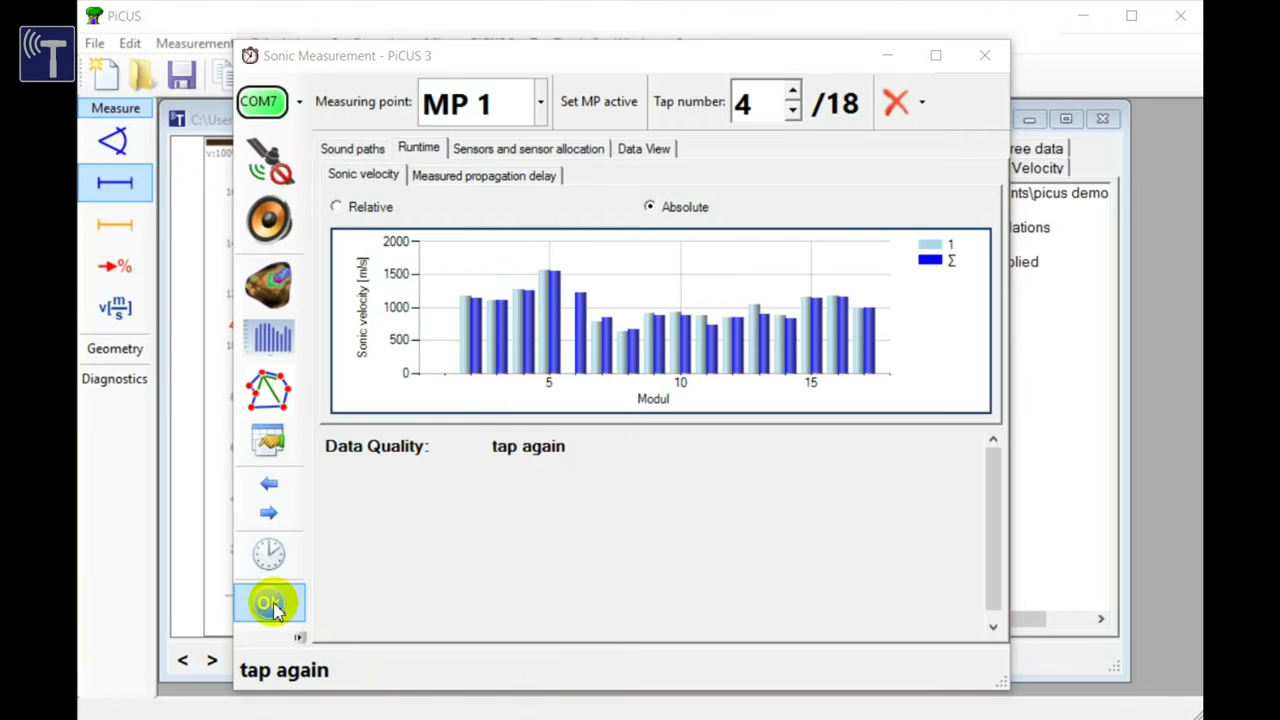 PiCUS
File Edit Measurement
Sonic Measurement - PiCUS 3
COM7 Measuring point: MP 1 Set MP active Tap number: 4 /18
Measure
C:\User
Sound paths Runtime Sensors and sensor allocation Data View
ree data
Sonic velocity Measured propagation delay
Velocity
nts\picus demo
Relative Absolute
lations
plied
2000
1500
1000
500
0
Sonic velocity [m/s]
1
Σ
5 10 15
Modul
%
v[m/s]
Geometry
Diagnostics
Data Quality: tap again
Ok
< >
tap again